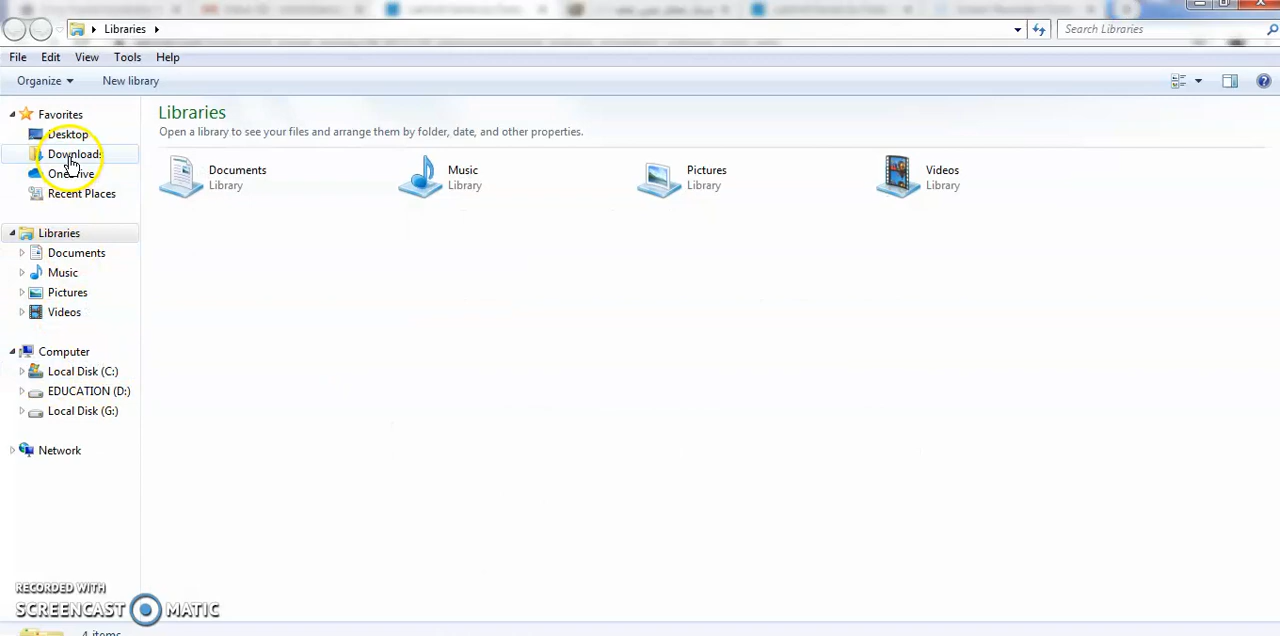 Libraries
Search Libraries
File Edit View Tools Help
Organize New library
Favorites
Desktop
Downloads
OneDrive
Recent Places
Libraries
Documents
Music
Pictures
Videos
Computer
Local Disk (C:)
EDUCATION (D:)
Local Disk (G:)
Network
Libraries
Open a library to see your files and arrange them by folder, date, and other properties.
Documents
Library
Music
Library
Pictures
Library
Videos
Library
RECORDED WITH
SCREENCAST MATIC
4 items